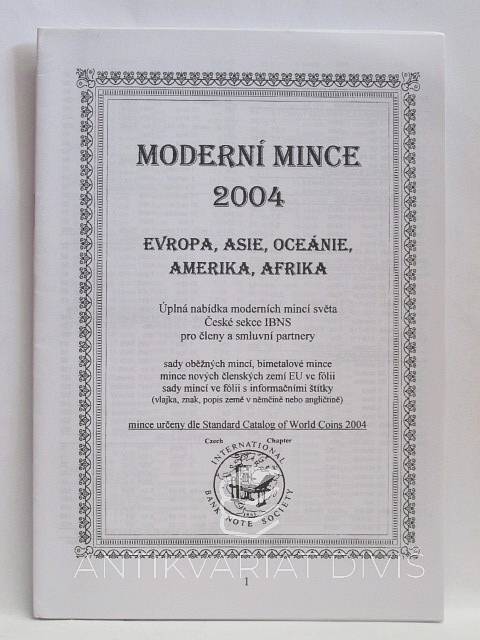 MODERNÍ MINCE
2004
EVROPA, ASIE, OCEÁNIE,
AMERIKA, AFRIKA
Úplná nabídka moderních mincí světa
České sekce IBNS
pro členy a smluvní partnery
sady oběžných mincí, bimetalové mince
mince nových členských zemí EU ve fólii
sady mincí ve fólii s informačními štítky
(vlajka, znak, popis země v němčině nebo angličtině)
mince určeny dle Standard Catalog of World Coins 2004
Czech Chapter
INTERNATIONAL
BANK NOTE SOCIETY
1961
ANTIKVARIÁT DIVIŠ
1